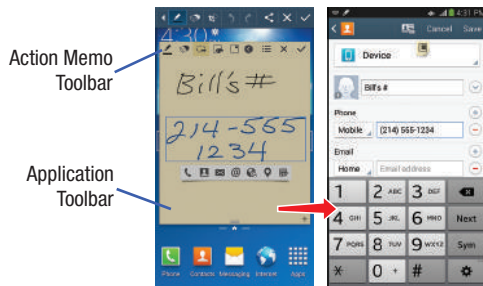 Action Memo
Toolbar
Application
Toolbar
4:30
Bill's #
214-555
1234
Phone
Contacts
Messaging
Internet
Apps
4:31 PM
Cancel
Save
Device
Bill's #
Phone
Mobile
(214) 555-1234
Email
Home
Email address
1
2 ABC
3 DEF
4 GHI
5 JKL
6 MNO
Next
7 PQRS
8 TUV
9 WXYZ
Sym
*
0 +
#